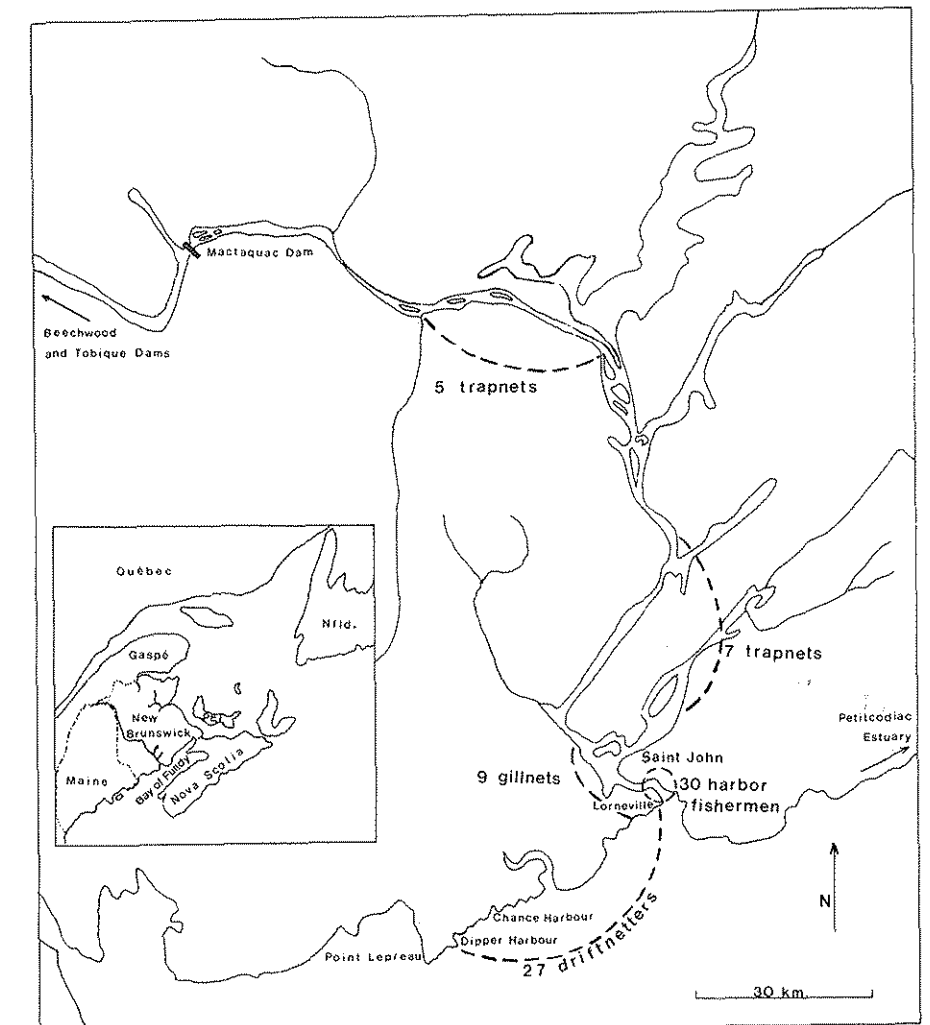 Mactaquac Dam
Beechwood
and Tobique Dams
5 trapnets
Québec
Nfld.
Gaspé
P.E.I.
New
Brunswick
Maine
Bay of Fundy
Nova Scotia
7 trapnets
Petitcodiac
Estuary
Saint John
9 gillnets
30 harbor
fishermen
Lorneville
Chance Harbour
Dipper Harbour
Point Lepreau
27 driftnetters
N
30 km